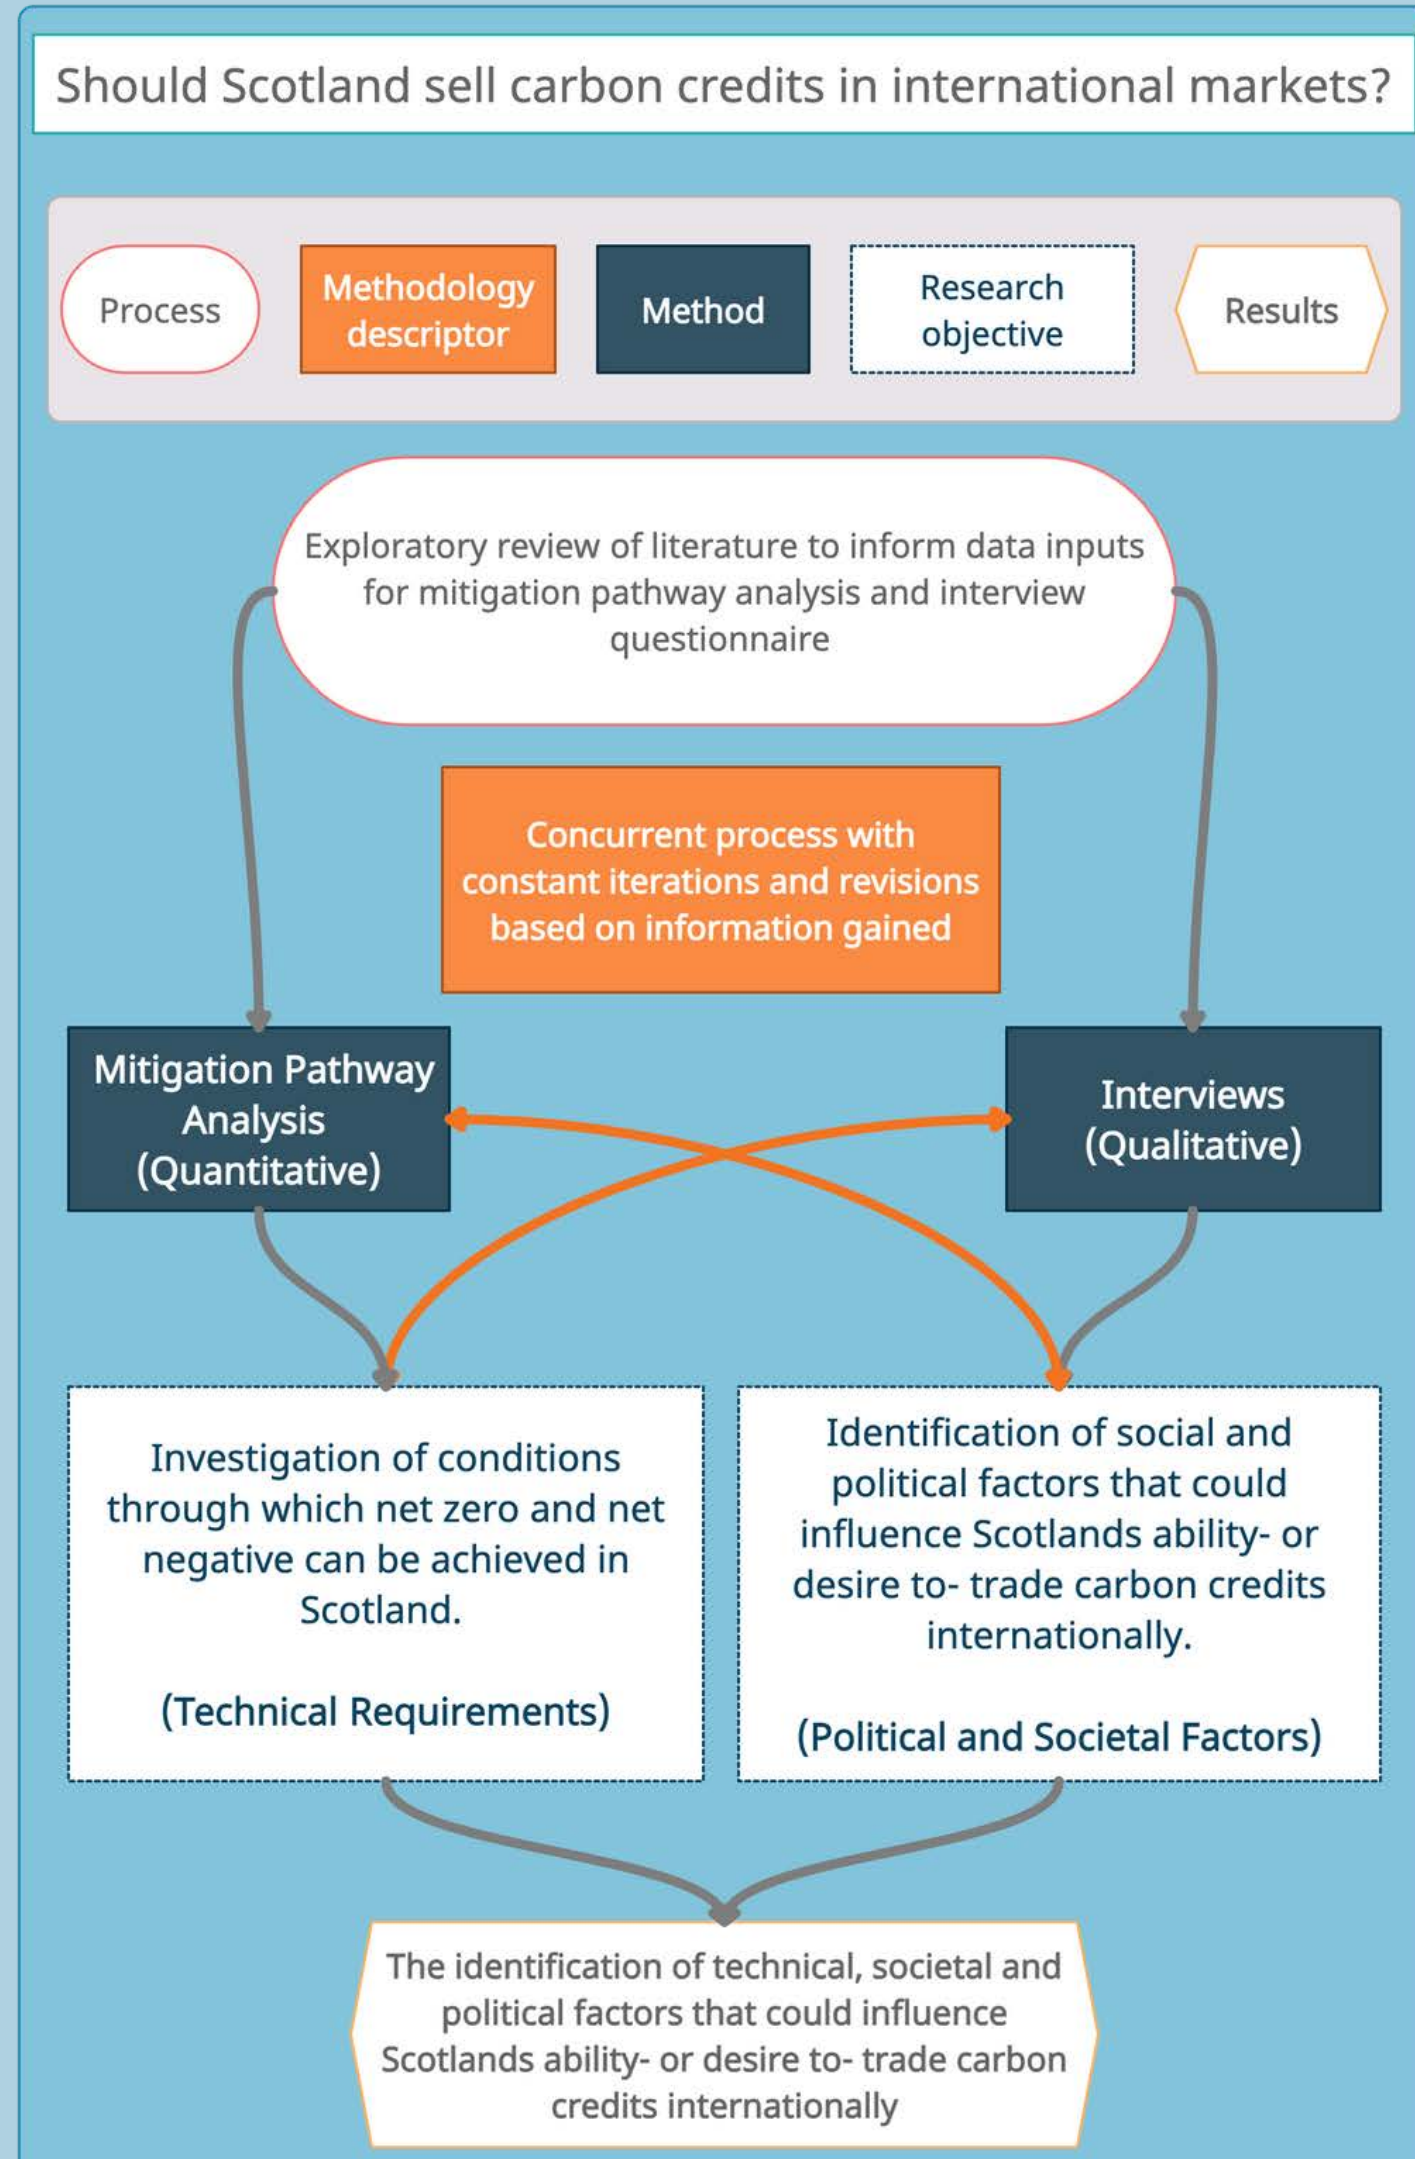 Should Scotland sell carbon credits in international markets?
Process
Methodology
descriptor
Method
Research
objective
Results
Exploratory review of literature to inform data inputs
for mitigation pathway analysis and interview
questionnaire
Concurrent process with
constant iterations and revisions
based on information gained
Mitigation Pathway
Analysis
(Quantitative)
Interviews
(Qualitative)
Investigation of conditions
through which net zero and net
negative can be achieved in
Scotland.
(Technical Requirements)
Identification of social and
political factors that could
influence Scotlands ability- or
desire to- trade carbon credits
internationally.
(Political and Societal Factors)
The identification of technical, societal and
political factors that could influence
Scotlands ability- or desire to- trade carbon
credits internationally